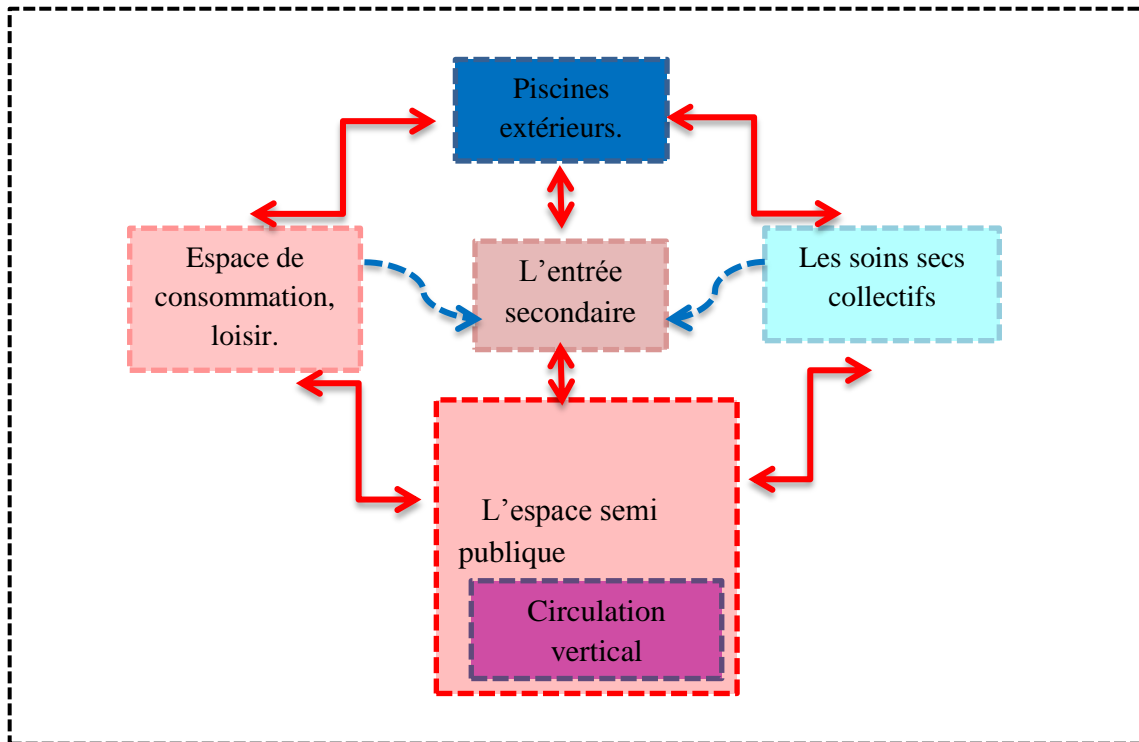 Piscines
extérieurs.
Espace de
consommation,
loisir.
L’entrée
secondaire
Les soins secs
collectifs
L’espace semi
publique
Circulation
vertical